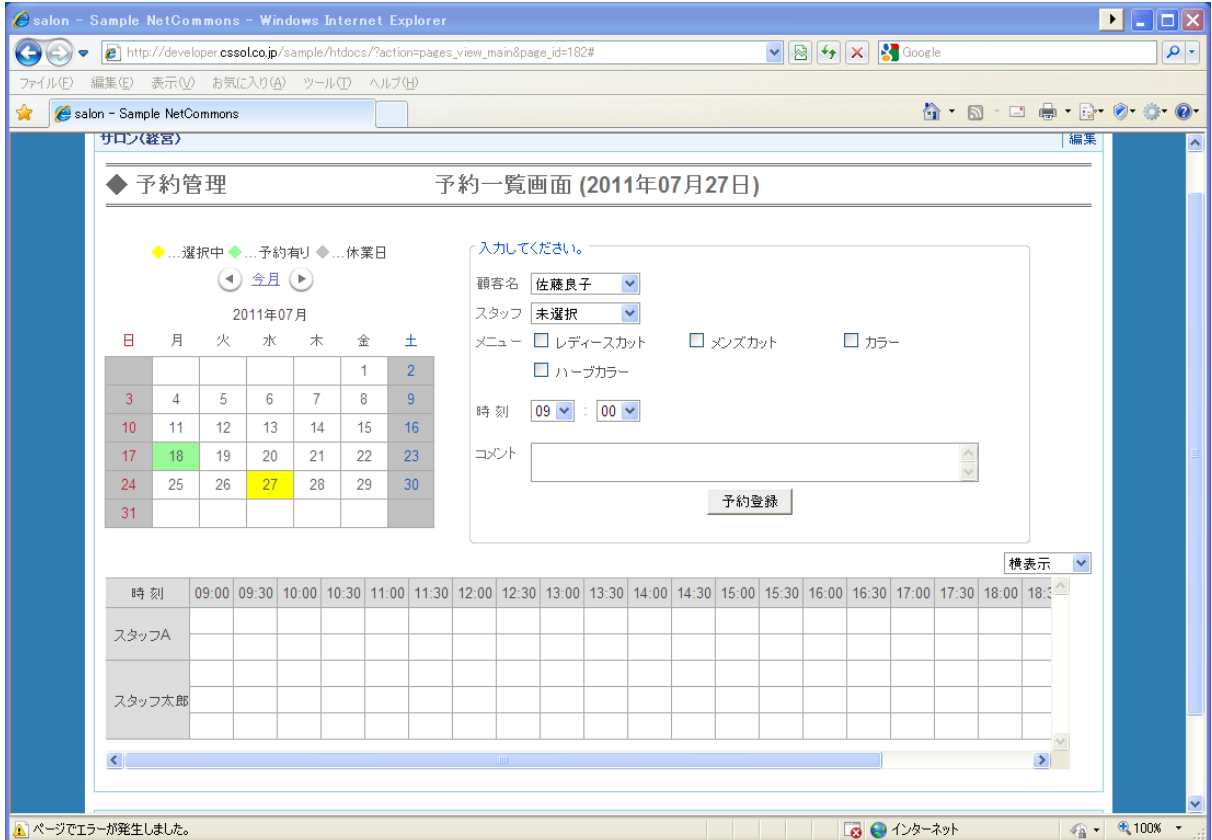 salon - Sample NetCommons - Windows Internet Explorer
http://developer.cssol.co.jp/sample/htdocs/?action=pages_view_main&page_id=182#
Google
ファイル(F) 編集(E) 表示(V) お気に入り(A) ツール(T) ヘルプ(H)
salon - Sample NetCommons
サロン〈経営〉 編集
◆ 予約管理 予約一覧画面 (2011年07月27日)
◆…選択中 ◆…予約有り ◆…休業日
今月
2011年07月
日 月 火 水 木 金 土
1 2
3 4 5 6 7 8 9
10 11 12 13 14 15 16
17 18 19 20 21 22 23
24 25 26 27 28 29 30
31
入力してください。
顧客名 佐藤良子
スタッフ 未選択
メニュー レディースカット メンズカット カラー
ハーブカラー
時 刻 09 : 00
コメント
予約登録
横表示
時 刻 09:00 09:30 10:00 10:30 11:00 11:30 12:00 12:30 13:00 13:30 14:00 14:30 15:00 15:30 16:00 16:30 17:00 17:30 18:00 18:3
スタッフA
スタッフ太郎
ページでエラーが発生しました。 インターネット 100%